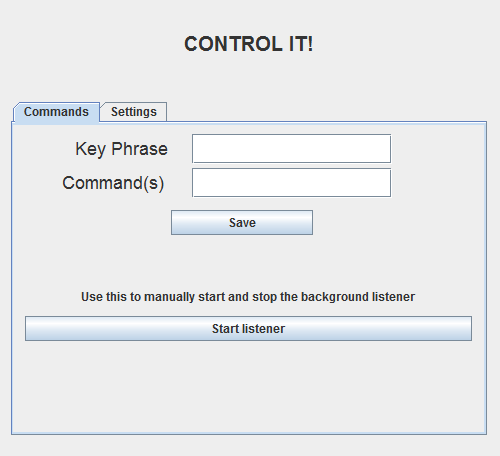 CONTROL IT!
Commands Settings
Key Phrase
Command(s)
Save
Use this to manually start and stop the background listener
Start listener